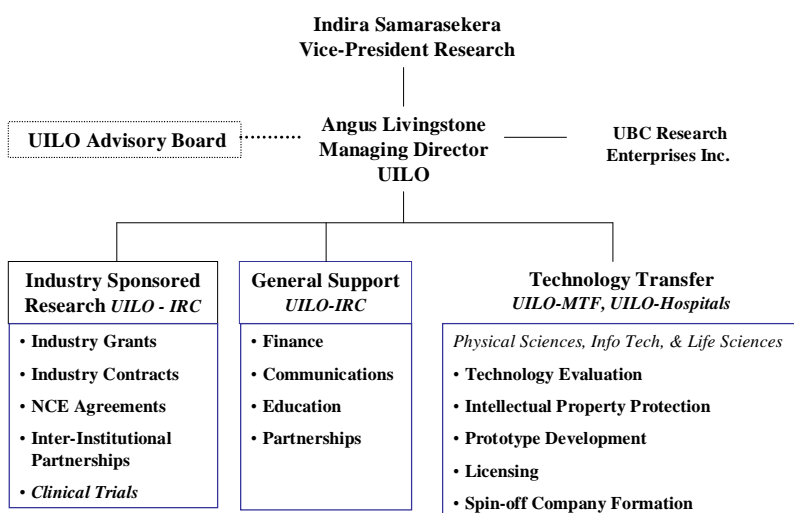 Indira Samarasekera
Vice-President Research
UILO Advisory Board
Angus Livingstone
Managing Director
UILO
UBC Research
Enterprises Inc.
Industry Sponsored
Research UILO - IRC
• Industry Grants
• Industry Contracts
• NCE Agreements
• Inter-Institutional
Partnerships
• Clinical Trials
General Support
UILO-IRC
• Finance
• Communications
• Education
• Partnerships
Technology Transfer
UILO-MTF, UILO-Hospitals
Physical Sciences, Info Tech, & Life Sciences
• Technology Evaluation
• Intellectual Property Protection
• Prototype Development
• Licensing
• Spin-off Company Formation